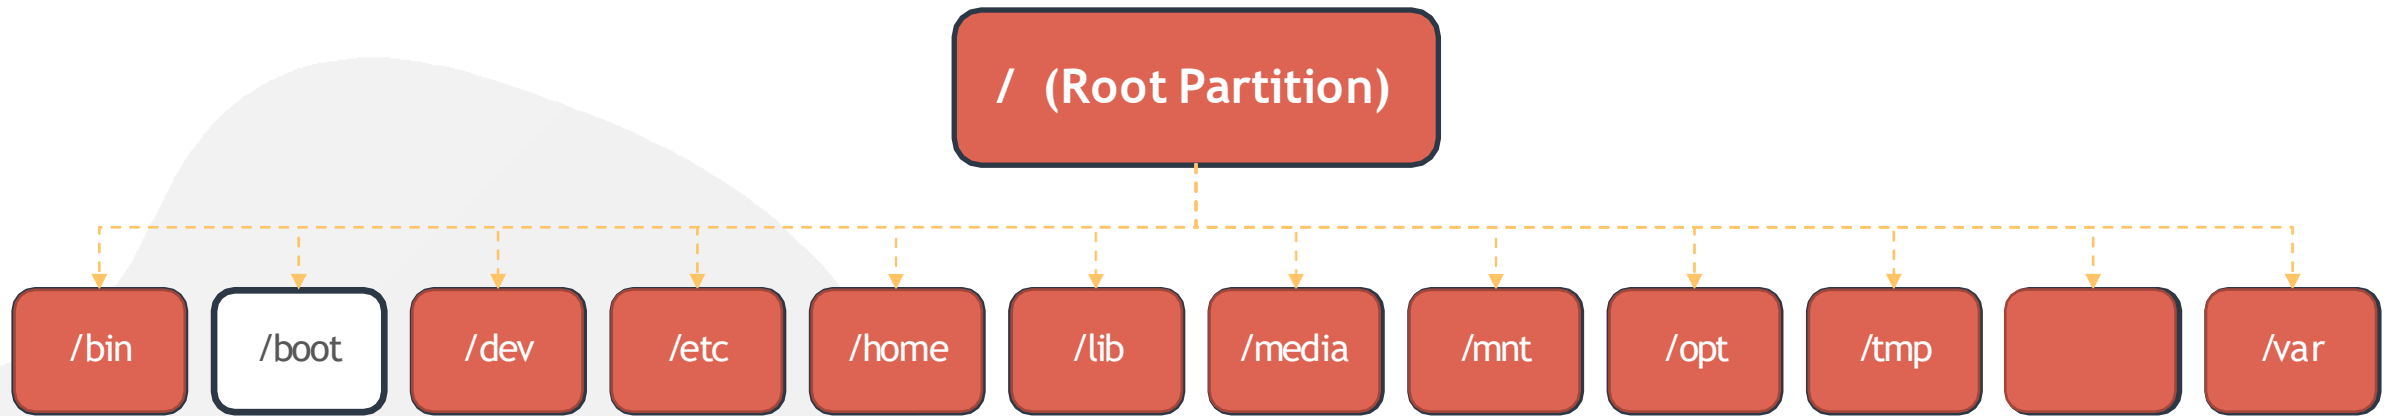 / (Root Partition)
/bin
/boot
/dev
/etc
/home
/lib
/media
/mnt
/opt
/tmp
/var